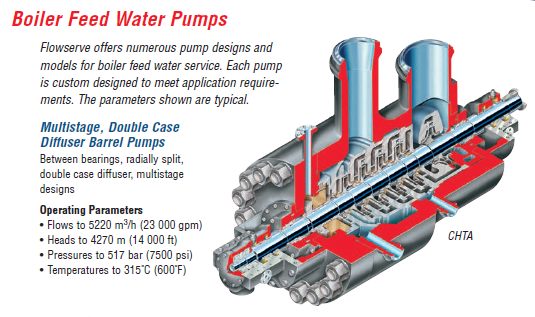 Boiler Feed Water Pumps
Flowserve offers numerous pump designs and
models for boiler feed water service. Each pump
is custom designed to meet application require-
ments. The parameters shown are typical.
Multistage, Double Case
Diffuser Barrel Pumps
Between bearings, radially split,
double case diffuser, multistage
designs
Operating Parameters
• Flows to 5220 m³/h (23 000 gpm)
• Heads to 4270 m (14 000 ft)
• Pressures to 517 bar (7500 psi)
• Temperatures to 315˚C (600˚F)
CHTA